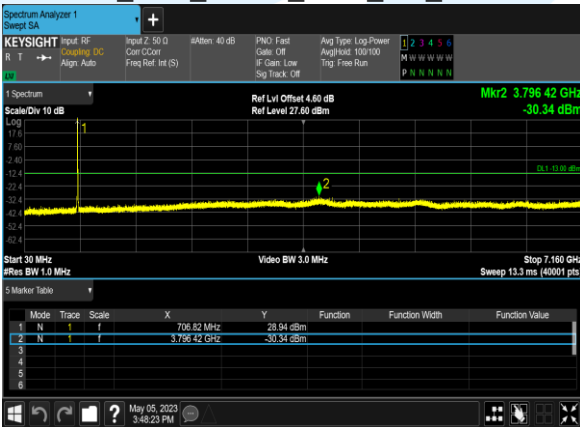 Spectrum Analyzer 1
Swept SA
+
KEYSIGHT Input: RF
R T Coupling: DC
Align: Auto
LV
Input Z: 50 Ω
Corr CCorr
Freq Ref: Int (S)
#Atten: 40 dB
PNO: Fast
Gate: Off
IF Gain: Low
Sig Track: Off
Avg Type: Log-Power
Avg|Hold: 100/100
Trig: Free Run
1 2 3 4 5 6
M W W W W W
P N N N N N
1 Spectrum
Scale/Div 10 dB
Ref Lvl Offset 4.60 dB
Ref Level 27.60 dBm
Mkr2 3.796 42 GHz
-30.34 dBm
Log
17.6
7.60
-2.40
-12.4
-22.4
-32.4
-42.4
-52.4
-62.4
1
2
DL1 -13.00 dBm
Start 30 MHz
#Res BW 1.0 MHz
Video BW 3.0 MHz
Stop 7.160 GHz
Sweep 13.3 ms (40001 pts
5 Marker Table
Mode Trace Scale X Y Function Function Width Function Value
1 N 1 f 706.82 MHz 28.94 dBm
2 N 1 f 3.796 42 GHz -30.34 dBm
3
4
5
6
?
May 05, 2023
3:48:23 PM